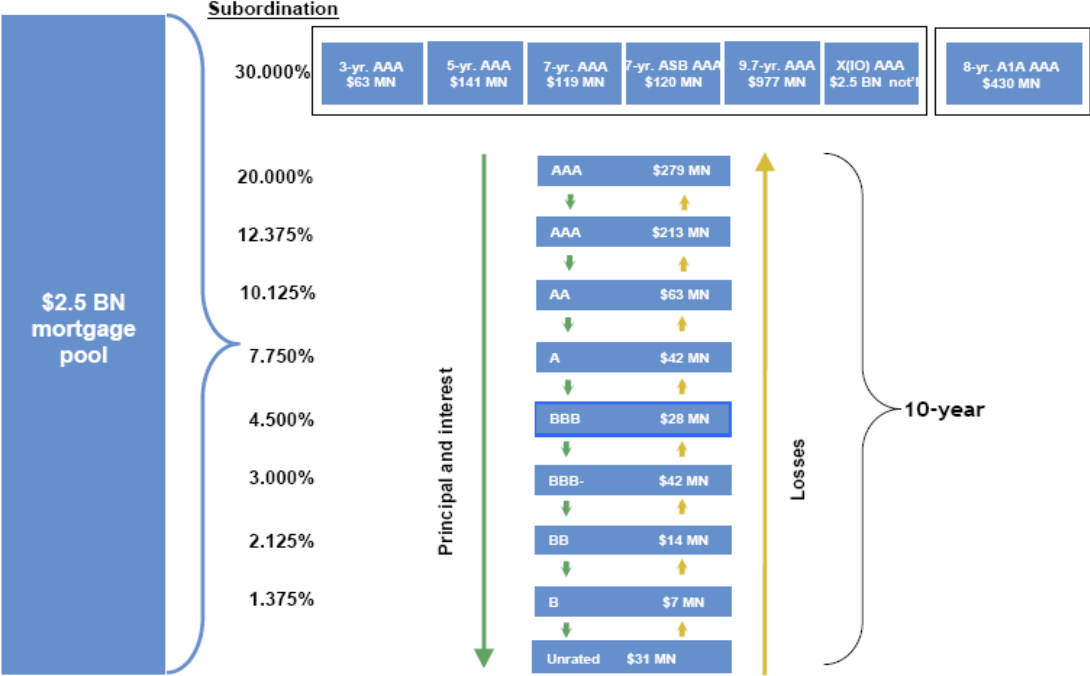 Subordination
30.000%
3-yr. AAA
$63 MN
5-yr. AAA
$141 MN
7-yr. AAA
$119 MN
7-yr. ASB AAA
$120 MN
9.7-yr. AAA
$977 MN
X(IO) AAA
$2.5 BN not'l
8-yr. A1A AAA
$430 MN
$2.5 BN
mortgage
pool
20.000%
AAA $279 MN
12.375%
AAA $213 MN
10.125%
AA $63 MN
7.750%
A $42 MN
4.500%
BBB $28 MN
3.000%
BBB- $42 MN
2.125%
BB $14 MN
1.375%
B $7 MN
Unrated $31 MN
Principal and interest
Losses
10-year